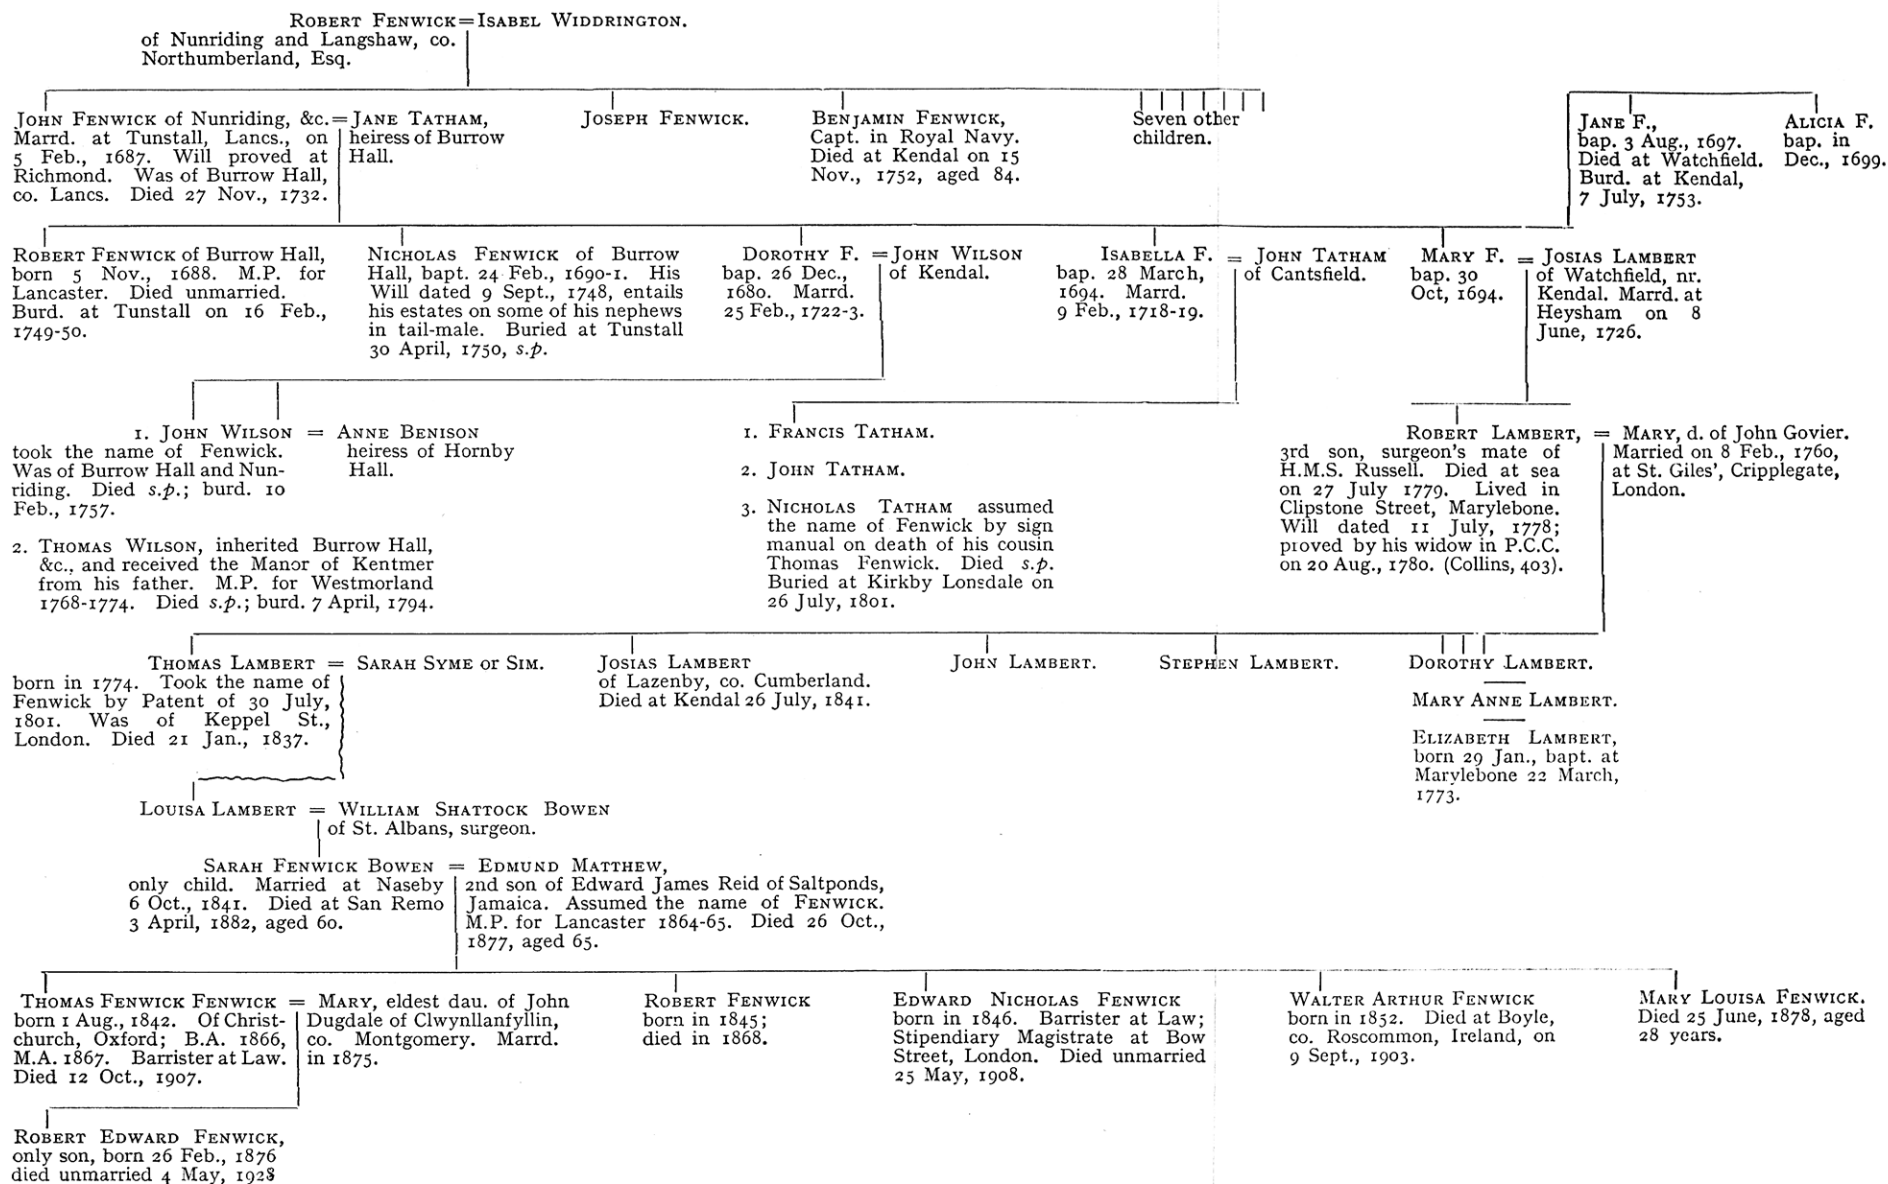 ROBERT FENWICK=ISABEL WIDDRINGTON.
of Nunriding and Langshaw, co.
Northumberland, Esq.
JOHN FENWICK of Nunriding, &c.=
Marrd. at Tunstall, Lancs., on
5 Feb., 1687. Will proved at
Richmond. Was of Burrow Hall,
co. Lancs. Died 27 Nov., 1732.
JANE TATHAM,
heiress of Burrow
Hall.
JOSEPH FENWICK.
BENJAMIN FENWICK,
Capt. in Royal Navy.
Died at Kendal on 15
Nov., 1752, aged 84.
Seven other
children.
JANE F.,
bap. 3 Aug., 1697.
Died at Watchfield.
Burd. at Kendal,
7 July, 1753.
ALICIA F.
bap. in
Dec., 1699.
ROBERT FENWICK of Burrow Hall,
born 5 Nov., 1688. M.P. for
Lancaster. Died unmarried.
Burd. at Tunstall on 16 Feb.,
1749-50.
NICHOLAS FENWICK of Burrow
Hall, bapt. 24 Feb., 1690-1. His
Will dated 9 Sept., 1748, entails
his estates on some of his nephews
in tail-male. Buried at Tunstall
30 April, 1750, s.p.
DOROTHY F. =
bap. 26 Dec.,
1680. Marrd.
25 Feb., 1722-3.
JOHN WILSON
of Kendal.
ISABELLA F. =
bap. 28 March,
1694. Marrd.
9 Feb., 1718-19.
JOHN TATHAM
of Cantsfield.
MARY F. =
bap. 30
Oct, 1694.
JOSIAS LAMBERT
of Watchfield, nr.
Kendal. Marrd. at
Heysham on 8
June, 1726.
1. JOHN WILSON =
took the name of Fenwick.
Was of Burrow Hall and Nun-
riding. Died s.p.; burd. 10
Feb., 1757.
ANNE BENISON
heiress of Hornby
Hall.
2. THOMAS WILSON, inherited Burrow Hall,
&c., and received the Manor of Kentmer
from his father. M.P. for Westmorland
1768-1774. Died s.p.; burd. 7 April, 1794.
1. FRANCIS TATHAM.
2. JOHN TATHAM.
3. NICHOLAS TATHAM assumed
the name of Fenwick by sign
manual on death of his cousin
Thomas Fenwick. Died s.p.
Buried at Kirkby Lonsdale on
26 July, 1801.
ROBERT LAMBERT, =
3rd son, surgeon's mate of
H.M.S. Russell. Died at sea
on 27 July 1779. Lived in
Clipstone Street, Marylebone.
Will dated 11 July, 1778;
proved by his widow in P.C.C.
on 20 Aug., 1780. (Collins, 403).
MARY, d. of John Govier.
Married on 8 Feb., 1760,
at St. Giles', Cripplegate,
London.
THOMAS LAMBERT =
born in 1774. Took the name of
Fenwick by Patent of 30 July,
1801. Was of Keppel St.,
London. Died 21 Jan., 1837.
SARAH SYME or SIM.
JOSIAS LAMBERT
of Lazenby, co. Cumberland.
Died at Kendal 26 July, 1841.
JOHN LAMBERT.
STEPHEN LAMBERT.
DOROTHY LAMBERT.
MARY ANNE LAMBERT.
ELIZABETH LAMBERT,
born 29 Jan., bapt. at
Marylebone 22 March,
1773.
LOUISA LAMBERT =
WILLIAM SHATTOCK BOWEN
of St. Albans, surgeon.
SARAH FENWICK BOWEN =
only child. Married at Naseby
6 Oct., 1841. Died at San Remo
3 April, 1882, aged 60.
EDMUND MATTHEW,
2nd son of Edward James Reid of Saltponds,
Jamaica. Assumed the name of FENWICK.
M.P. for Lancaster 1864-65. Died 26 Oct.,
1877, aged 65.
THOMAS FENWICK FENWICK =
born 1 Aug., 1842. Of Christ-
church, Oxford; B.A. 1866,
M.A. 1867. Barrister at Law.
Died 12 Oct., 1907.
MARY, eldest dau. of John
Dugdale of Clwynllanfyllin,
co. Montgomery. Marrd.
in 1875.
ROBERT FENWICK
born in 1845;
died in 1868.
EDWARD NICHOLAS FENWICK
born in 1846. Barrister at Law;
Stipendiary Magistrate at Bow
Street, London. Died unmarried
25 May, 1908.
WALTER ARTHUR FENWICK
born in 1852. Died at Boyle,
co. Roscommon, Ireland, on
9 Sept., 1903.
MARY LOUISA FENWICK.
Died 25 June, 1878, aged
28 years.
ROBERT EDWARD FENWICK,
only son, born 26 Feb., 1876
died unmarried 4 May, 1928